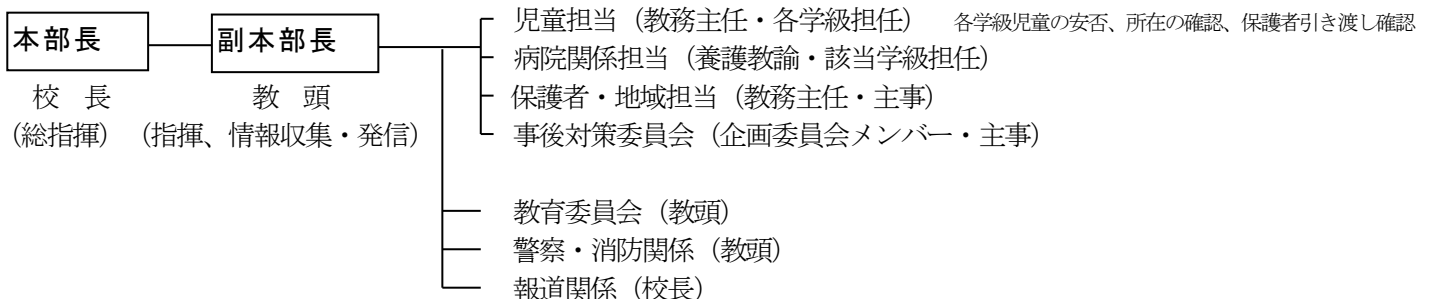 本部長 副本部長 児童担当（教務主任・各学級担任） 各学級児童の安否、所在の確認、保護者引き渡し確認
病院関係担当（養護教諭・該当学級担任）
校　長 教　頭 保護者・地域担当（教務主任・主事）
（総指揮）（指揮、情報収集・発信） 事後対策委員会（企画委員会メンバー・主事）
教育委員会（教頭）
警察・消防関係（教頭）
報道関係（校長）